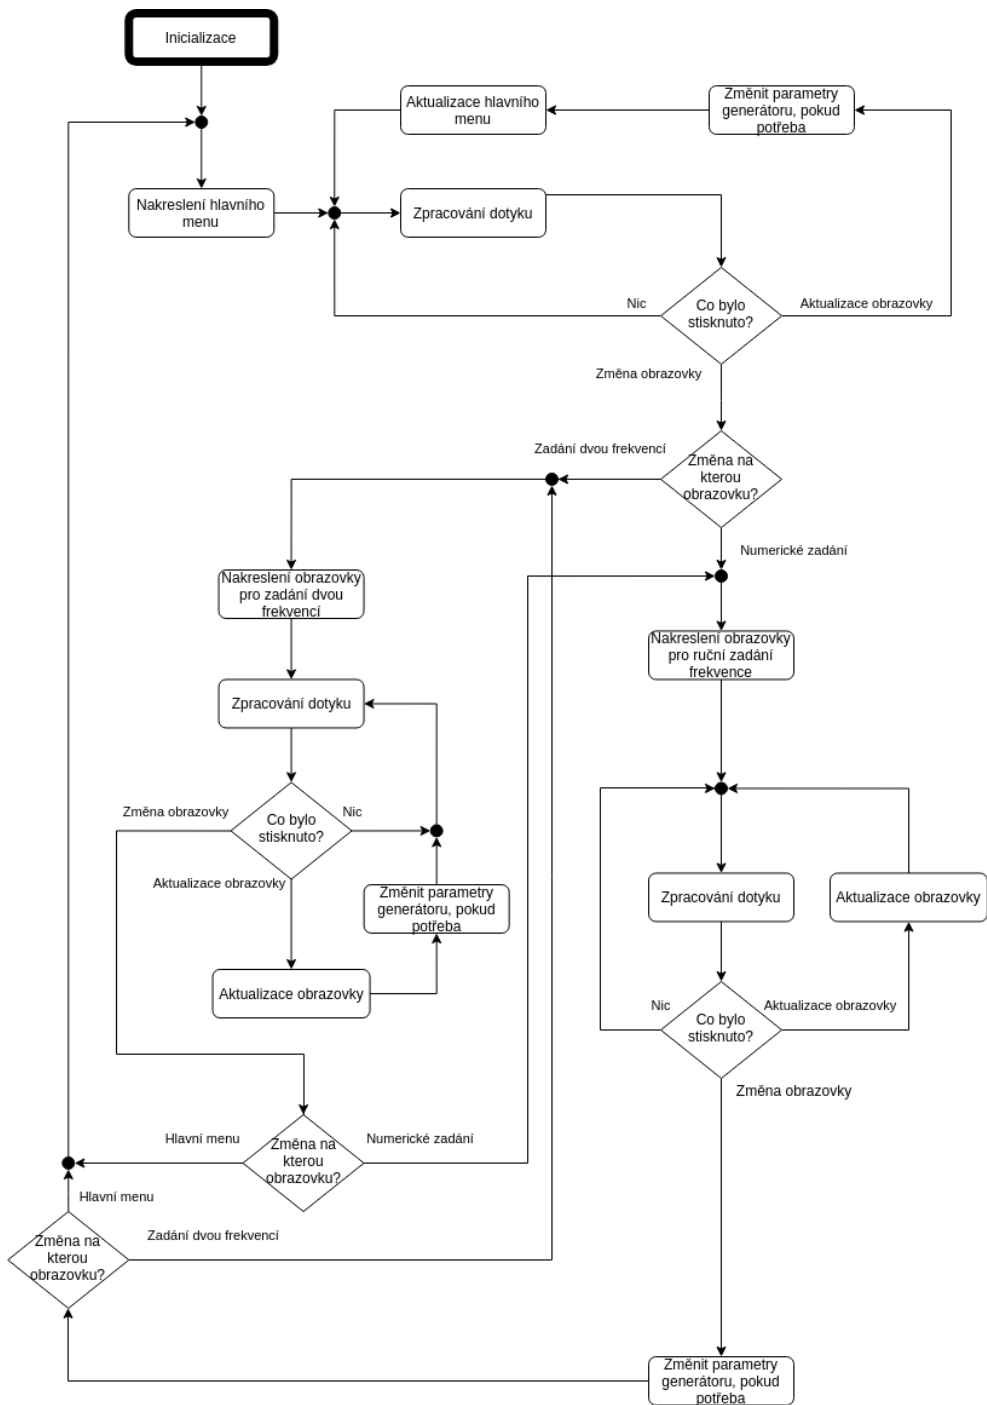 Inicializace
Aktualizace hlavního
menu
Změnit parametry
generátoru, pokud
potřeba
Nakreslení hlavního
menu
Zpracování dotyku
Co bylo
stisknuto?
Nic
Aktualizace obrazovky
Změna obrazovky
Zadání dvou frekvencí
Změna na
kterou
obrazovku?
Numerické zadání
Nakreslení obrazovky
pro zadání dvou
frekvencí
Nakreslení obrazovky
pro ruční zadání
frekvence
Zpracování dotyku
Změna obrazovky
Co bylo
stisknuto?
Nic
Aktualizace obrazovky
Změnit parametry
generátoru, pokud
potřeba
Aktualizace obrazovky
Zpracování dotyku
Aktualizace obrazovky
Nic
Co bylo
stisknuto?
Aktualizace obrazovky
Změna obrazovky
Hlavní menu
Změna na
kterou
obrazovku?
Numerické zadání
Hlavní menu
Změna na
kterou
obrazovku?
Zadání dvou frekvencí
Změnit parametry
generátoru, pokud
potřeba